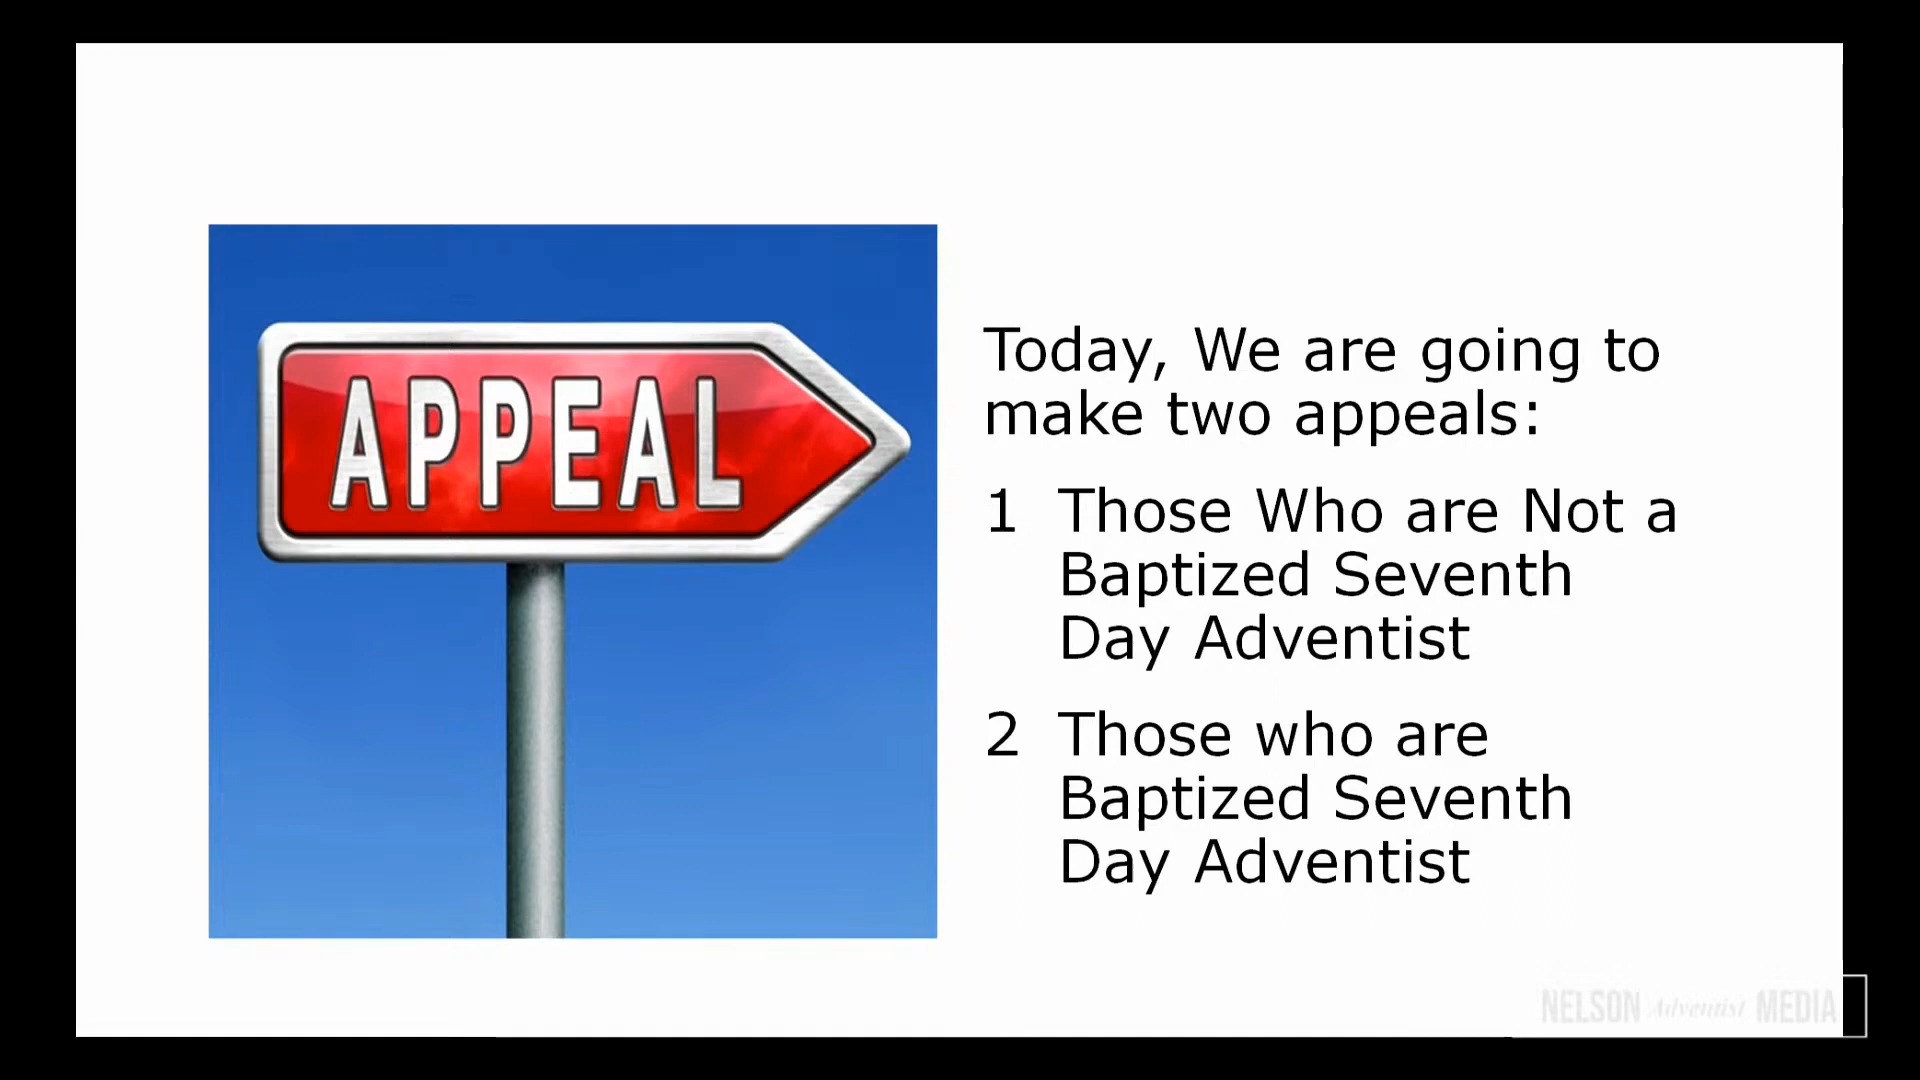 APPEAL
Today, We are going to
make two appeals:
1 Those Who are Not a
Baptized Seventh
Day Adventist
2 Those who are
Baptized Seventh
Day Adventist
NELSON Adventist MEDIA